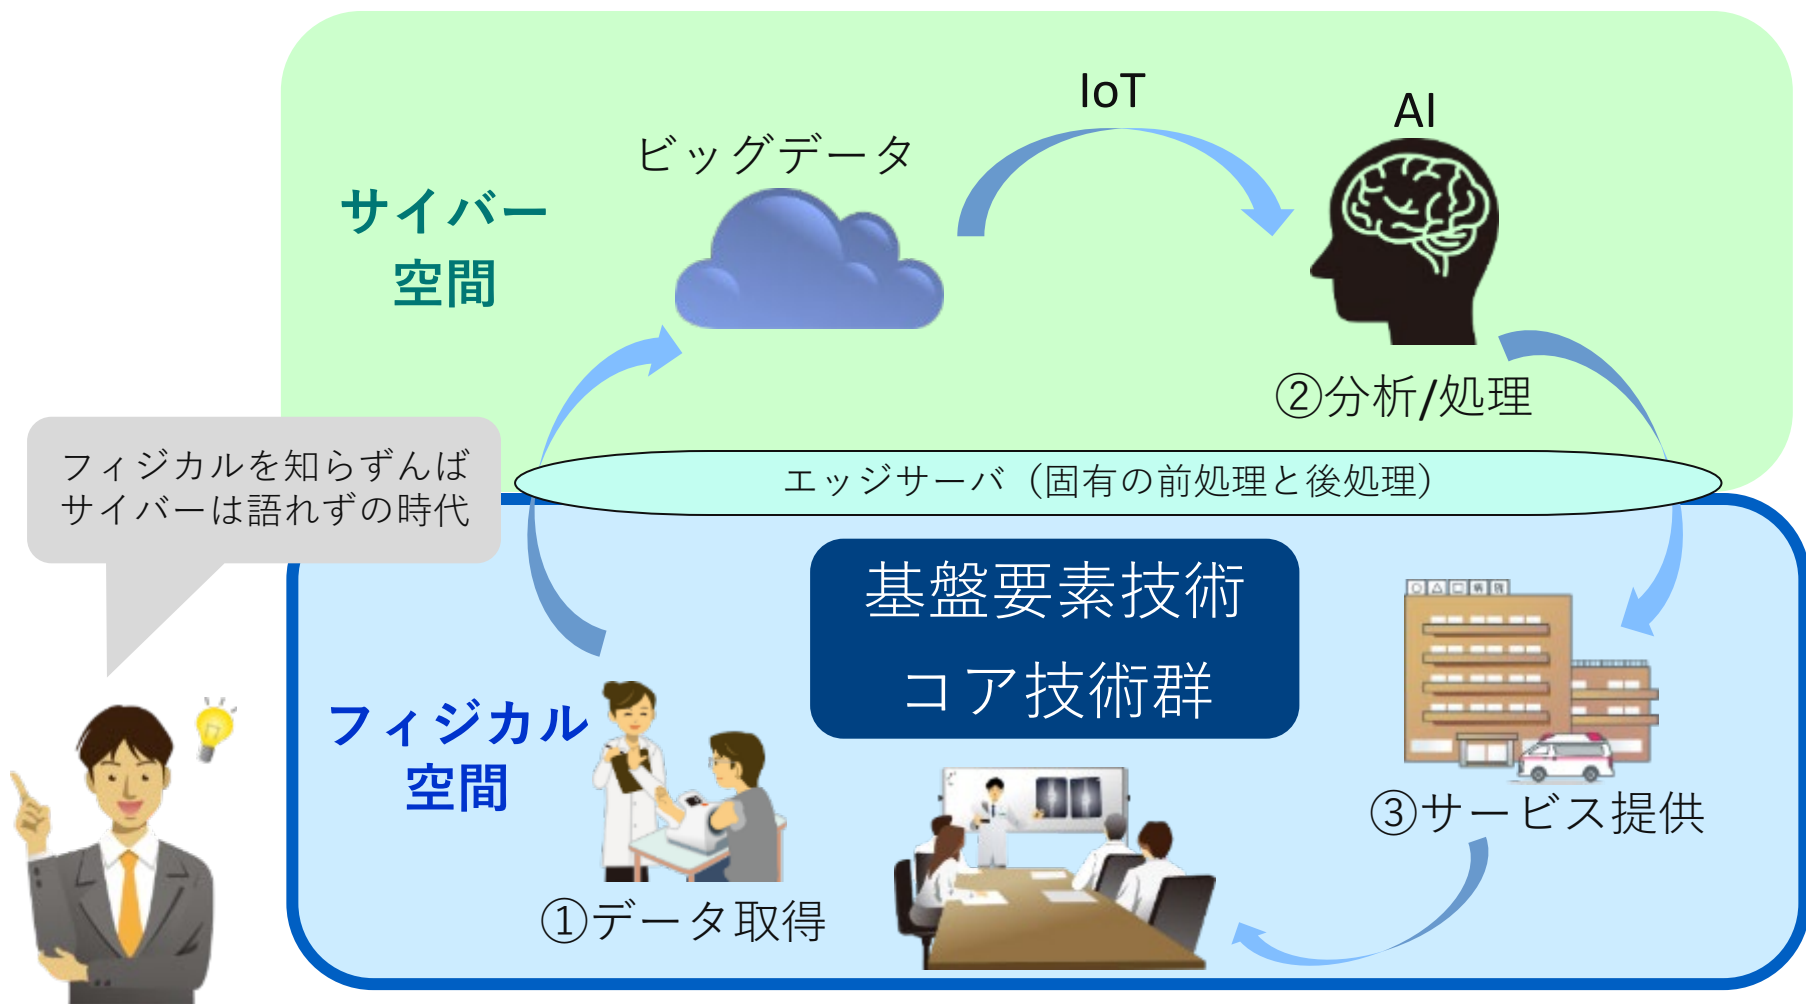 IoT
AI
ビッグデータ
サイバー
空間
②分析/処理
フィジカルを知らずんば
サイバーは語れずの時代
エッジサーバ（固有の前処理と後処理）
基盤要素技術
コア技術群
○△□病院
フィジカル
空間
③サービス提供
①データ取得